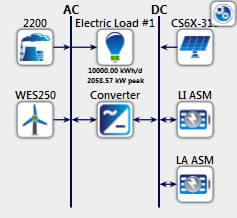 AC DC
2200 Electric Load #1 CS6X-31
10000.00 kWh/d
2058.57 kW peak
WES250 Converter LI ASM
LA ASM